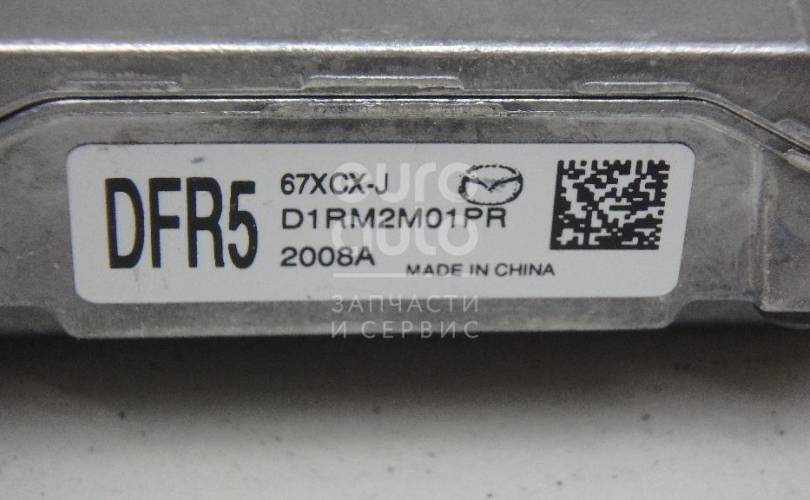 DFR5
67XCX-J
D1RM2M01PR
2008A
MADE IN CHINA
euro
auto
ЗАПЧАСТИ
И СЕРВИС